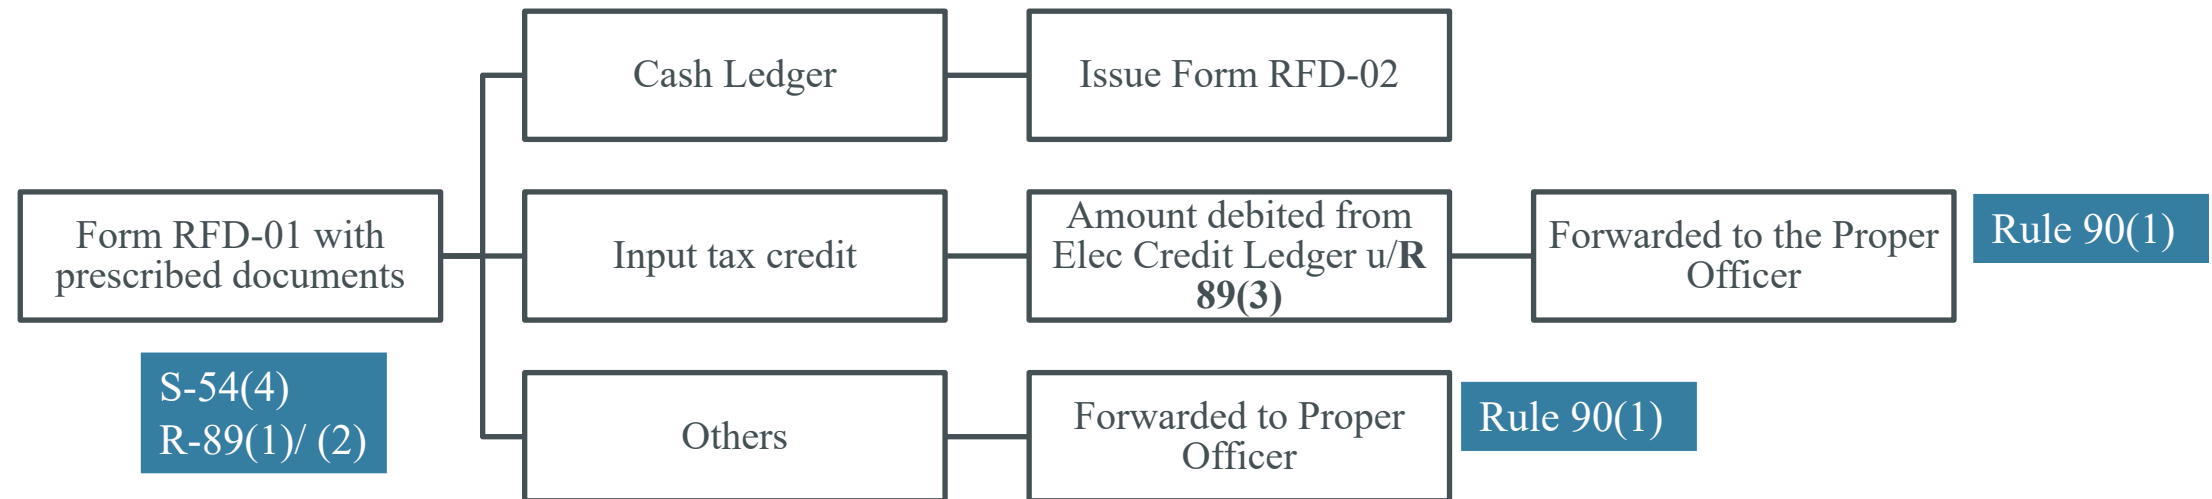 Cash Ledger
Issue Form RFD-02
Form RFD-01 with
prescribed documents
S-54(4)
R-89(1)/ (2)
Input tax credit
Amount debited from
Elec Credit Ledger u/R
89(3)
Forwarded to the Proper
Officer
Rule 90(1)
Others
Forwarded to Proper
Officer
Rule 90(1)